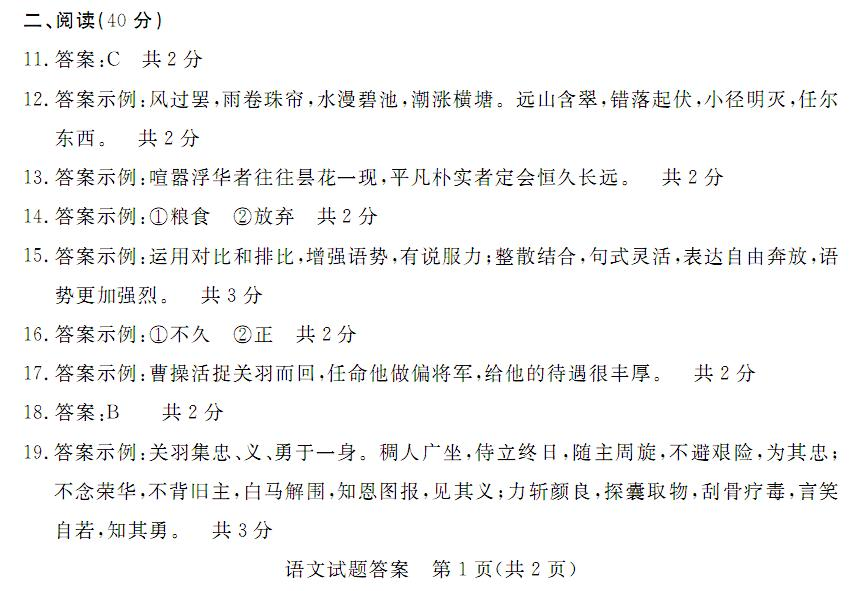 二、阅读(40 分)
11. 答案:C　共 2 分
12. 答案示例:风过罢,雨卷珠帘,水漫碧池,潮涨横塘。远山含翠,错落起伏,小径明灭,任尔
东西。　共 2 分
13. 答案示例:喧嚣浮华者往往昙花一现,平凡朴实者定会恒久长远。　共 2 分
14. 答案示例:①粮食　②放弃　共 2 分
15. 答案示例:运用对比和排比,增强语势,有说服力;整散结合,句式灵活,表达自由奔放,语
势更加强烈。　共 3 分
16. 答案示例:①不久　②正　共 2 分
17. 答案示例:曹操活捉关羽而回,任命他做偏将军,给他的待遇很丰厚。　共 2 分
18. 答案:B　　共 2 分
19. 答案示例:关羽集忠、义、勇于一身。稠人广坐,侍立终日,随主周旋,不避艰险,为其忠;
不念荣华,不背旧主,白马解围,知恩图报,见其义;力斩颜良,探囊取物,刮骨疗毒,言笑
自若,知其勇。　共 3 分
语文试题答案　第 1 页(共 2 页)